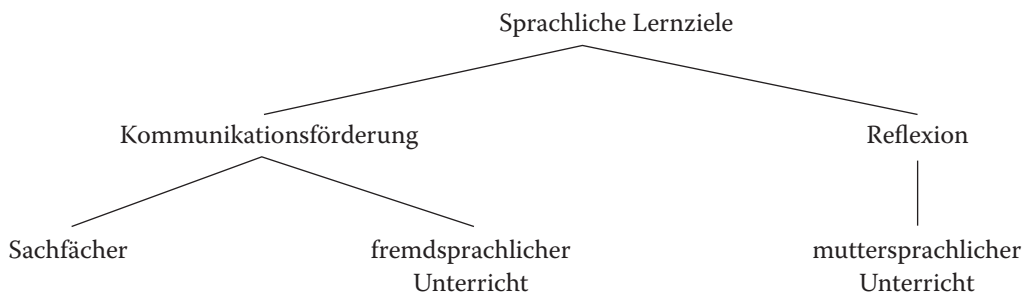 Sprachliche Lernziele
Kommunikationsförderung
Reflexion
Sachfächer
fremdsprachlicher
Unterricht
muttersprachlicher
Unterricht